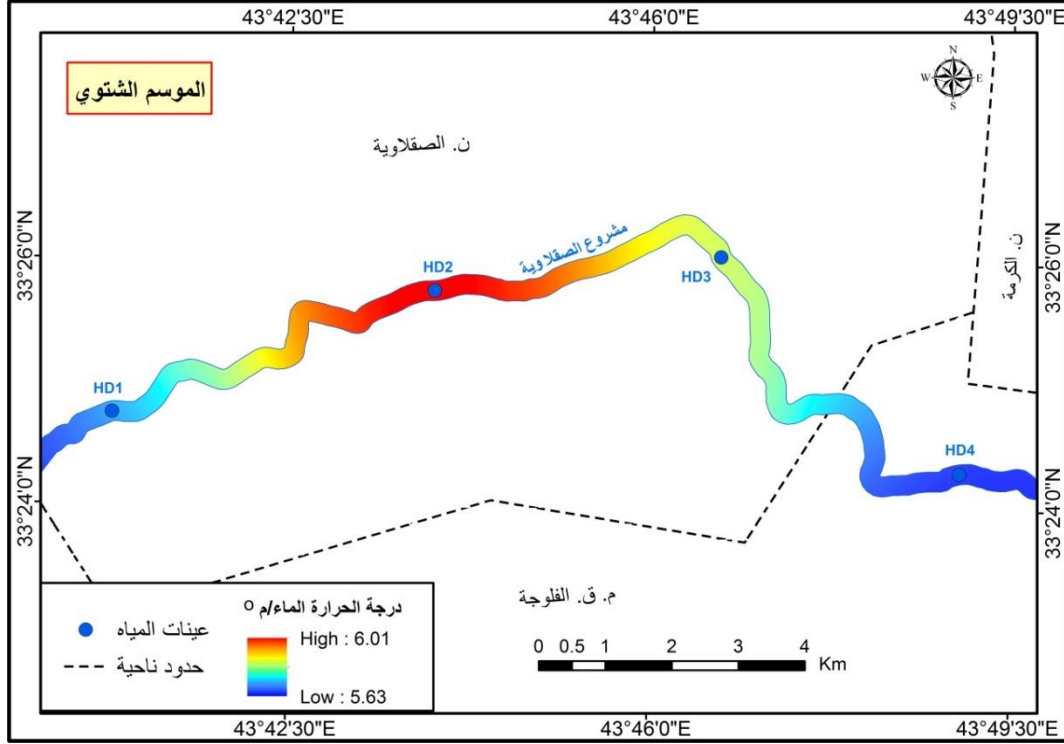 43°42'30"E
43°46'0"E
43°49'30"E
الموسم الشتوي
N
W
E
S
ن. الصقلاوية
ن. الكرمة
33°26'0"N
33°26'0"N
مشروع الصقلاوية
HD2
HD3
HD1
HD4
33°24'0"N
33°24'0"N
م. ق. الفلوجة
عينات المياه
حدود ناحية
درجة الحرارة الماء/م o
High : 6.01
Low : 5.63
0 0.5 1 2 3 4
Km
43°42'30"E
43°46'0"E
43°49'30"E